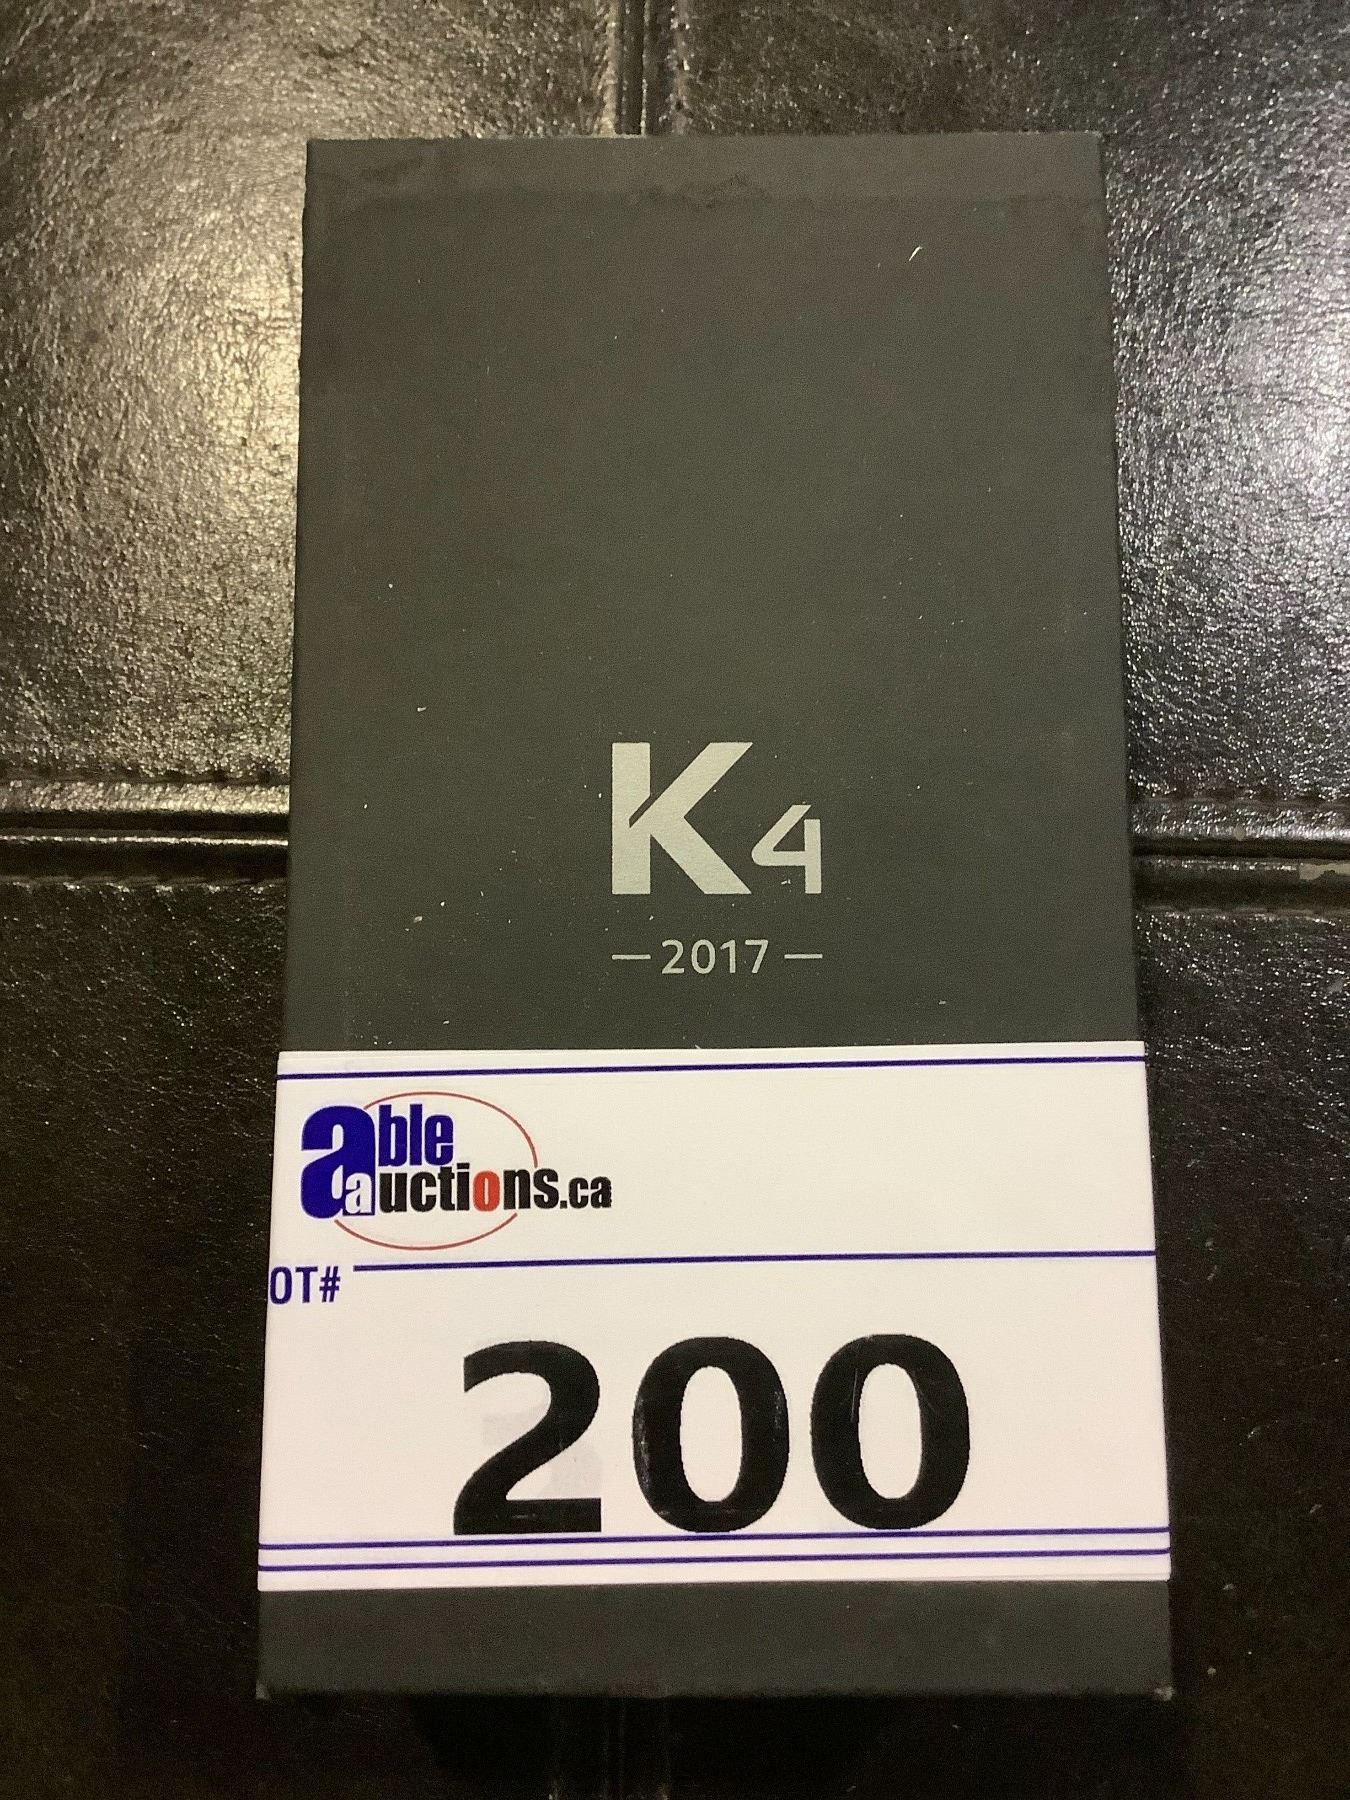 K4
— 2017 —
able
auctions.ca
OT#
200